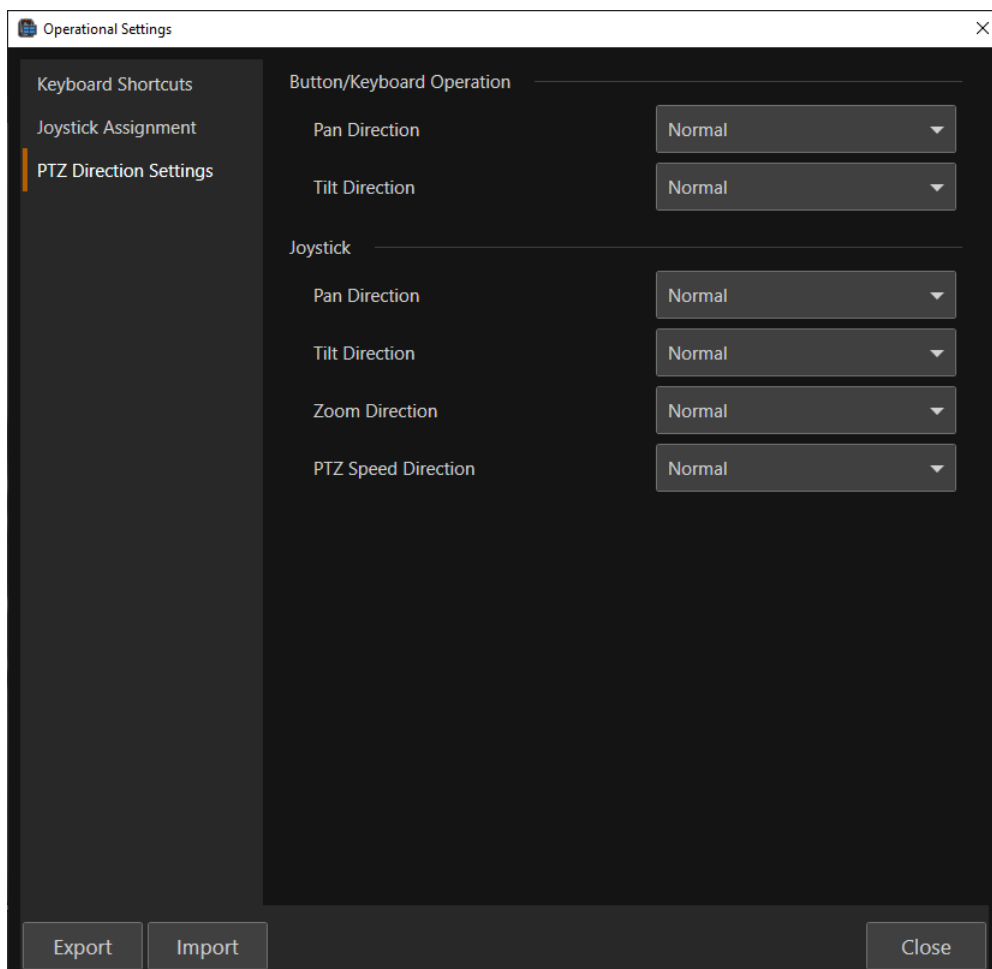 Operational Settings
Keyboard Shortcuts
Joystick Assignment
PTZ Direction Settings
Button/Keyboard Operation
Pan Direction Normal
Tilt Direction Normal
Joystick
Pan Direction Normal
Tilt Direction Normal
Zoom Direction Normal
PTZ Speed Direction Normal
Export Import Close